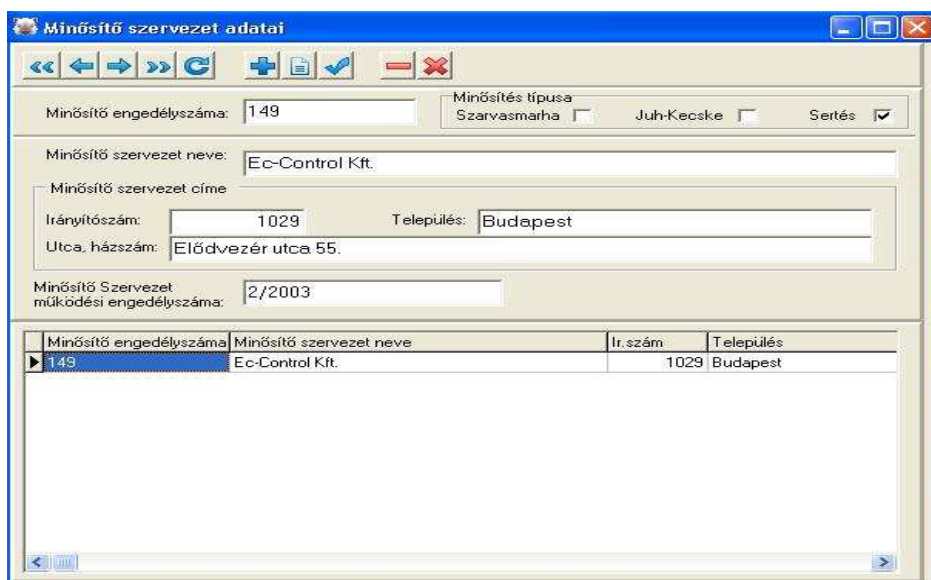 Minősítő szervezet adatai
Minősítés típusa
Minősítő engedélyszáma: 149 Szarvasmarha Juh-Kecske Sertés
Minősítő szervezet neve: Ec-Control Kft.
Minősítő szervezet címe
Irányítószám: 1029 Település: Budapest
Utca, házszám: Elődvezér utca 55.
Minősítő Szervezet
működési engedélyszáma: 2/2003
Minősítő engedélyszáma Minősítő szervezet neve Ir.szám Település
149 Ec-Control Kft. 1029 Budapest